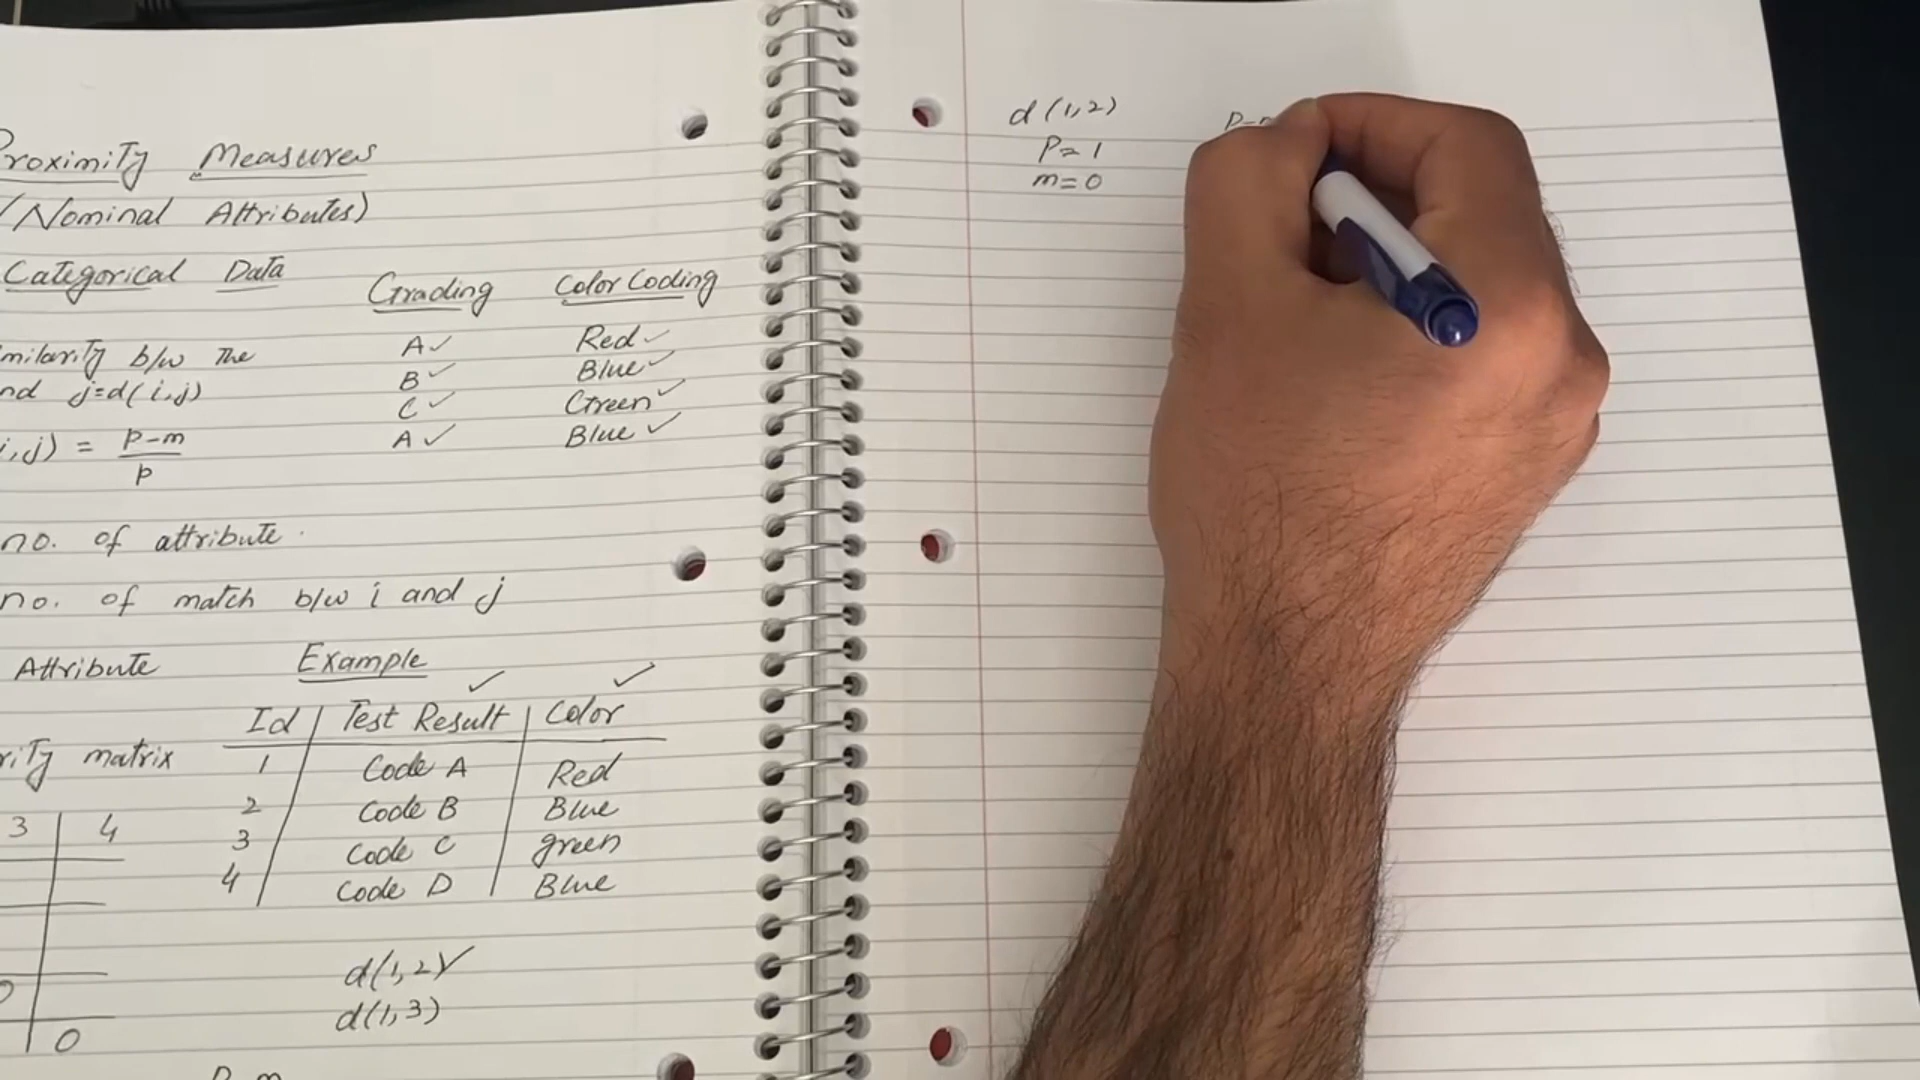 Proximity Measures
(Nominal Attributes)
Categorical Data
Grading
Color Coding
A✓ Red✓
B✓ Blue✓
C✓ Green✓
A✓ Blue✓
b/w The
j=d(i,j)
i,j) = p-m
p
no. of attribute
no. of match b/w i and j
Attribute
matrix
3 4
0
Example
✓ ✓
Id Test Result Color
1 Code A Red
2 Code B Blue
3 Code C green
4 Code D Blue
d(1,2)✓
d(1,3)
d(1,2)
P=1
m=0